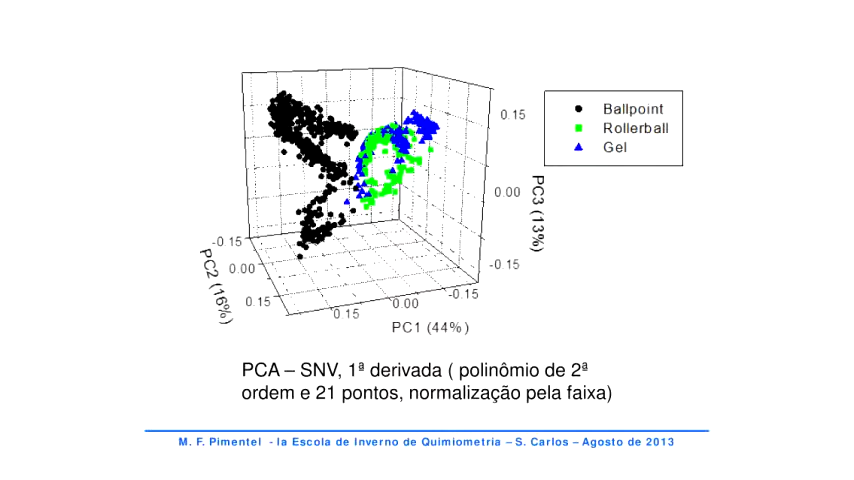 Ballpoint
Rollerball
Gel
0.15
0.00
-0.15
PC3 (13%)
-0.15
0.00
0.15
PC2 (16%)
0.15
0.00
-0.15
PC1 (44%)
PCA – SNV, 1ª derivada ( polinômio de 2ª
ordem e 21 pontos, normalização pela faixa)
M. F. Pimentel - Ia Escola de Inverno de Quimiometria – S. Carlos – Agosto de 2013